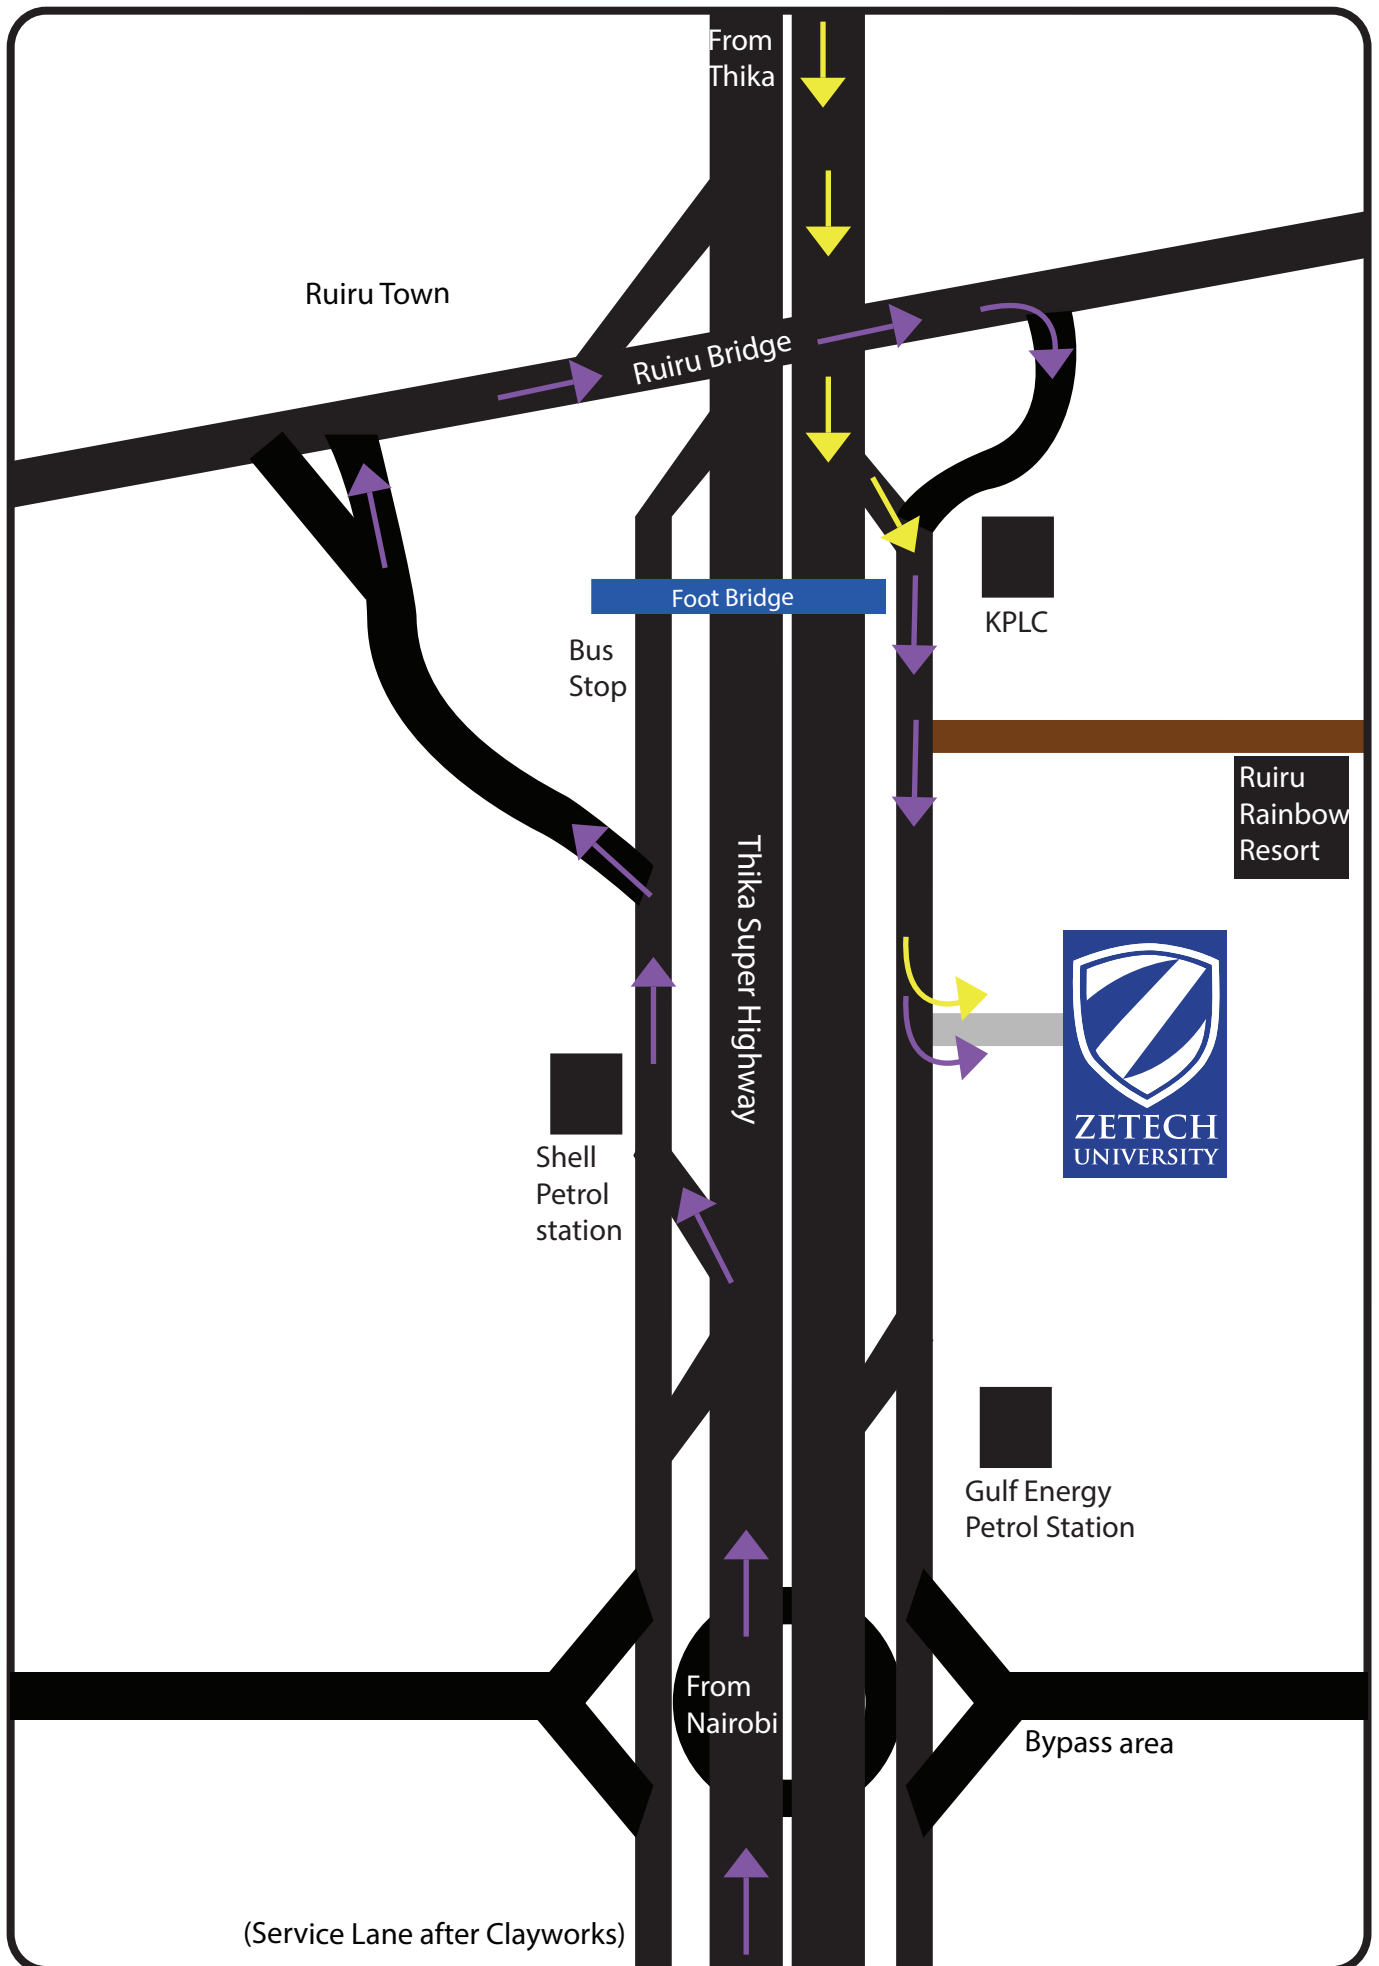 From
Thika
Ruiru Town
Ruiru Bridge
Foot Bridge
KPLC
Bus
Stop
Ruiru
Rainbow
Resort
Thika Super Highway
ZETECH
UNIVERSITY
Shell
Petrol
station
Gulf Energy
Petrol Station
From
Nairobi
Bypass area
(Service Lane after Clayworks)